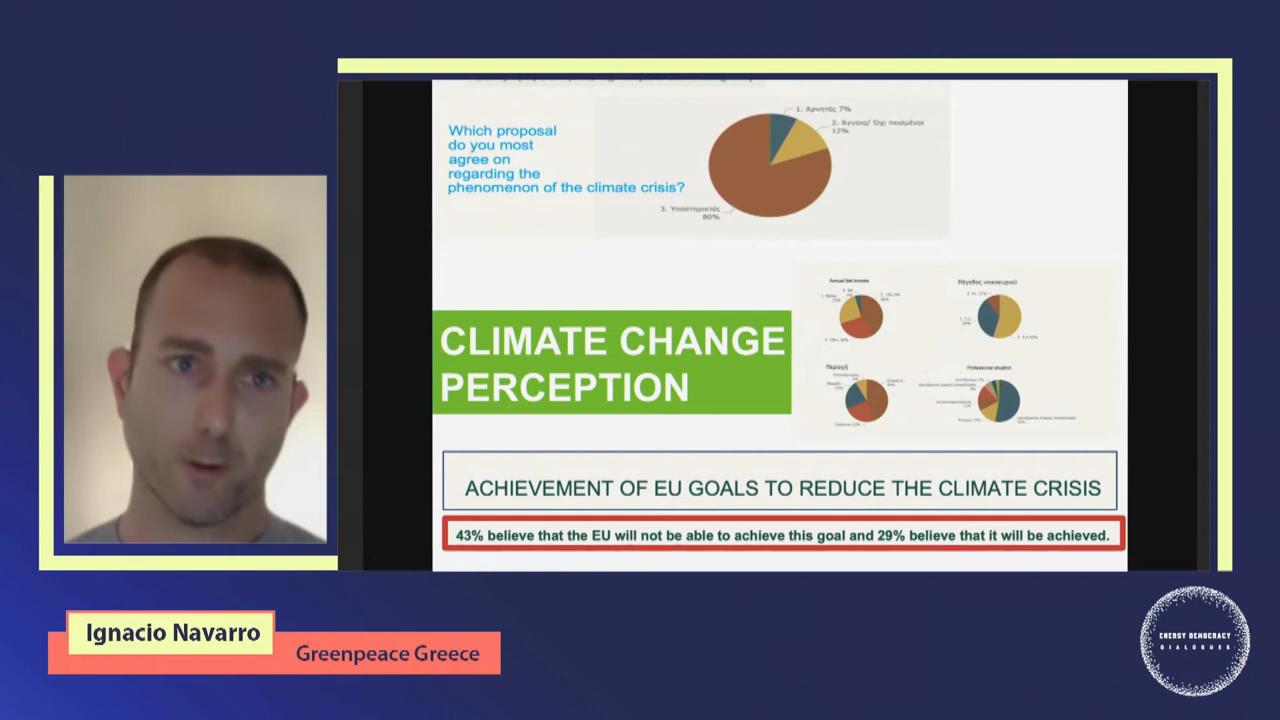 Which proposal
do you most
agree on
regarding the
phenomenon of the climate crisis?
1. Αρνητές 7%
2. Άγνοια/ Όχι πεισμένοι
12%
3. Υποστηρικτές
80%
CLIMATE CHANGE
PERCEPTION
Annual Net Income
Μέγεθος νοικοκυριού
Περιοχή
Professional situation
ACHIEVEMENT OF EU GOALS TO REDUCE THE CLIMATE CRISIS
43% believe that the EU will not be able to achieve this goal and 29% believe that it will be achieved.
Ignacio Navarro
Greenpeace Greece
ENERGY DEMOCRACY
DIALOGUES